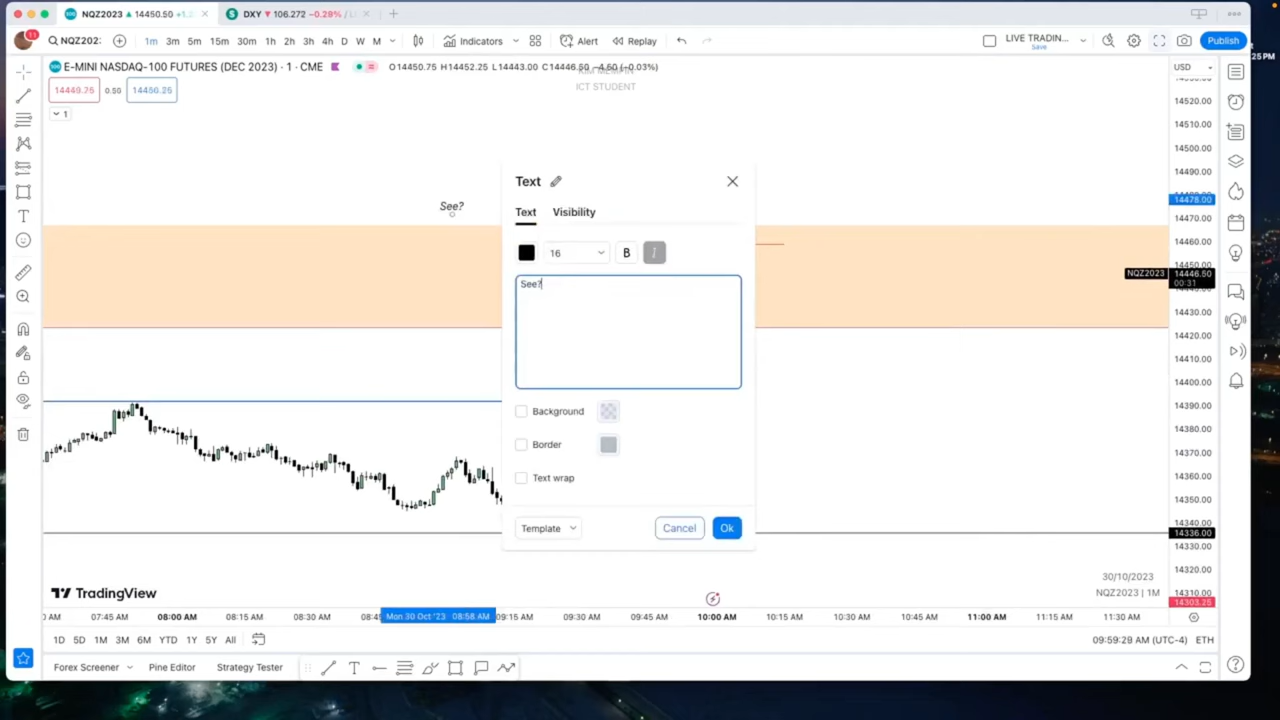 NQZ2023 ▲ 14450.50
DXY ▼ 106.272 −0.29% /
11
NQZ202
1m 3m 5m 15m 30m 1h 2h 3h 4h D W M
Indicators
Alert
Replay
LIVE TRADIN...
Save
Publish
25 PM
E-MINI NASDAQ-100 FUTURES (DEC 2023) · 1 · CME
O14450.75 H14452.25 L14443.00 C14446.50 −4.50 (−0.03%)
ICT STUDENT
USD
14449.75
0.50
14450.25
1
See?
Text
Text Visibility
16
B
I
See?
Background
Border
Text wrap
Template
Cancel
Ok
14520.00
14510.00
14500.00
14490.00
14478.00
14470.00
14460.00
14450.00
NQZ2023
14446.50
00:31
14430.00
14420.00
14410.00
14400.00
14390.00
14380.00
14370.00
14360.00
14350.00
14340.00
14336.00
14330.00
14320.00
14310.00
14303.25
30/10/2023
NQZ2023 | 1M
TradingView
AM 07:45 AM 08:00 AM 08:15 AM 08:30 AM Mon 30 Oct '23 08:58 AM 09:15 AM 09:30 AM 09:45 AM 10:00 AM 10:15 AM 10:30 AM 10:45 AM 11:00 AM 11:15 AM 11:30 AM
1D 5D 1M 3M 6M YTD 1Y 5Y All
09:59:29 AM (UTC-4)
ETH
Forex Screener
Pine Editor
Strategy Tester